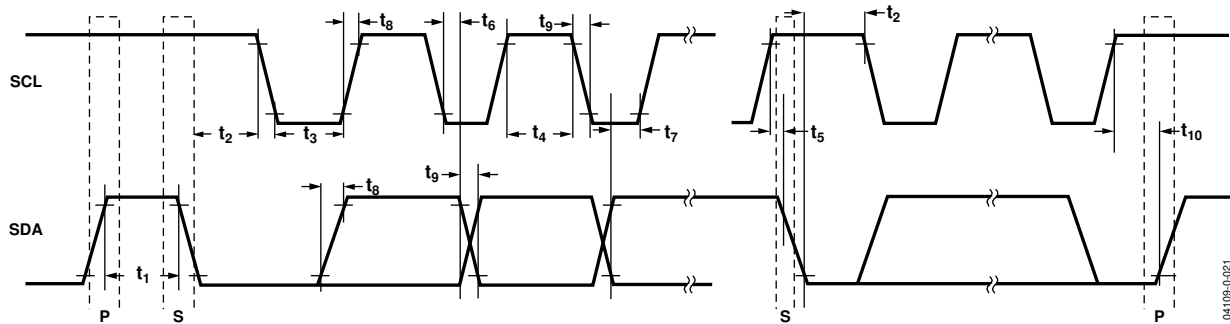 t8 t6 t9 t2
SCL
t2 t3 t4 t7 t5 t10
t9
t8
SDA
t1
P S S P
04109-0-021